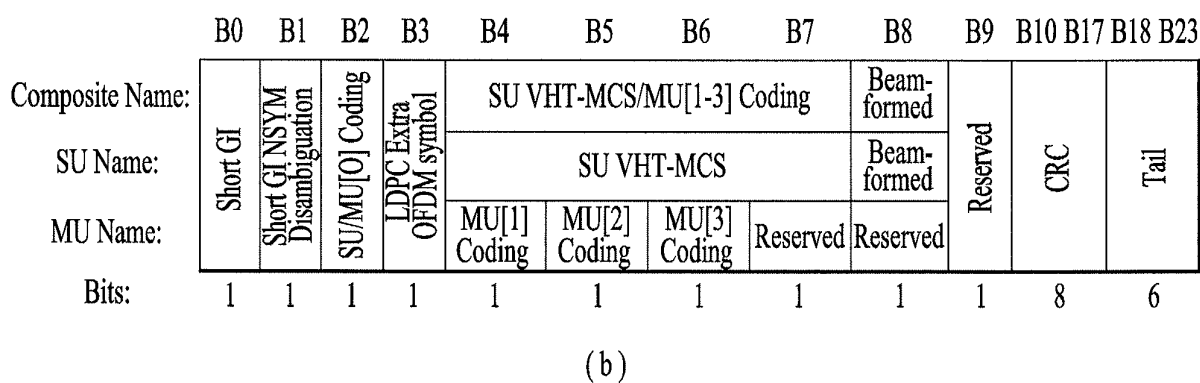 B0 B1 B2 B3 B4 B5 B6 B7 B8 B9 B10 B17 B18 B23
Composite Name:
SU Name:
MU Name:
Short GI
Short GI NSYM
Disambiguation
SU/MU[O] Coding
LDPC Extra
OFDM symbol
SU VHT-MCS/MU[1-3] Coding
Beam-
formed
SU VHT-MCS
Beam-
formed
MU[1]
Coding
MU[2]
Coding
MU[3]
Coding
Reserved
Reserved
Reserved
CRC
Tail
Bits: 1 1 1 1 1 1 1 1 1 1 8 6
(b)